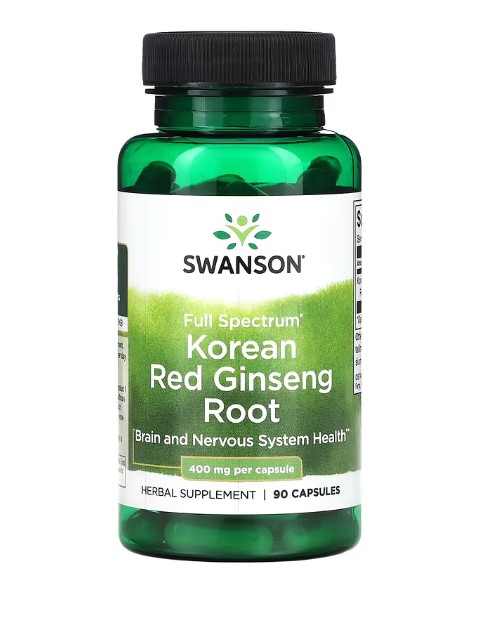 SWANSON®
Full Spectrum*
Korean
Red Ginseng
Root
"Brain and Nervous System Health"
400 mg per capsule
HERBAL SUPPLEMENT | 90 CAPSULES